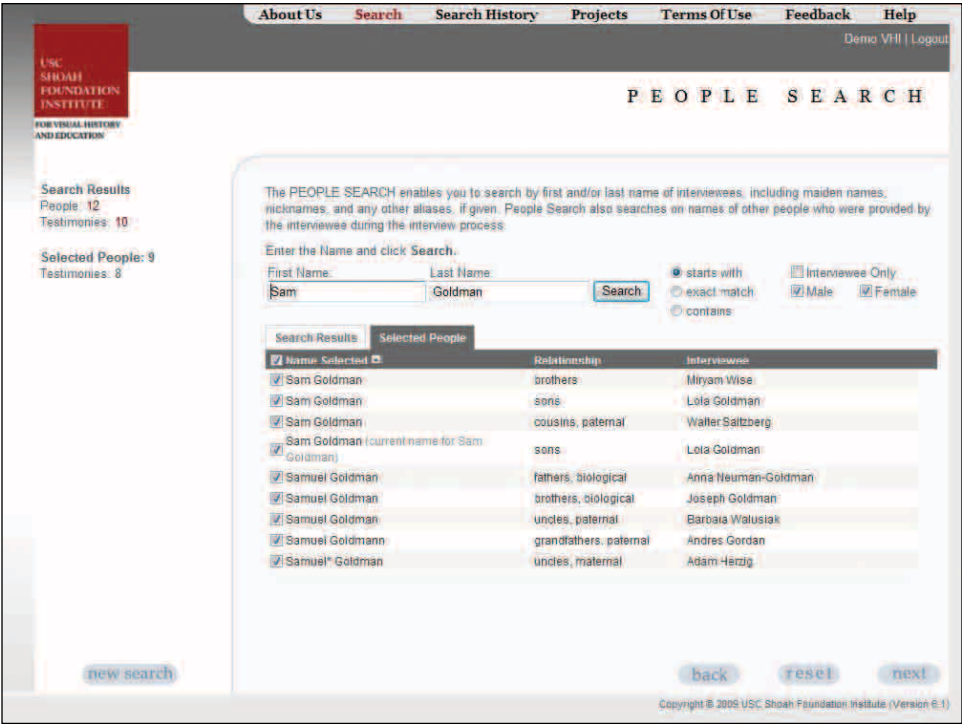 About Us Search Search History Projects Terms Of Use Feedback Help
Demo VHI | Logout
USC
SHOAH
FOUNDATION
INSTITUTE
FOR VISUAL HISTORY
AND EDUCATION
PEOPLE SEARCH
Search Results
People: 12
Testimonies: 10
Selected People: 9
Testimonies: 8
The PEOPLE SEARCH enables you to search by first and/or last name of interviewees, including maiden names,
nicknames, and any other aliases, if given. People Search also searches on names of other people who were provided by
the interviewee during the interview process.
Enter the Name and click Search.
First Name: Last Name: starts with Interviewee Only
Sam Goldman Search exact match Male Female
contains
Search Results Selected People
Name Selected Relationship Interviewee
Sam Goldman brothers Miryam Wise
Sam Goldman sons Lola Goldman
Sam Goldman cousins, paternal Walter Saltzberg
Sam Goldman (current name for Sam
Goldman) sons Lola Goldman
Samuel Goldman fathers, biological Anna Neuman-Goldman
Samuel Goldman brothers, biological Joseph Goldman
Samuel Goldman uncles, paternal Barbara Walusiak
Samuel Goldmann grandfathers, paternal Andres Gordan
Samuel* Goldman uncles, maternal Adam Herzig
new search back reset next
Copyright © 2009 USC Shoah Foundation Institute (Version 6.1)